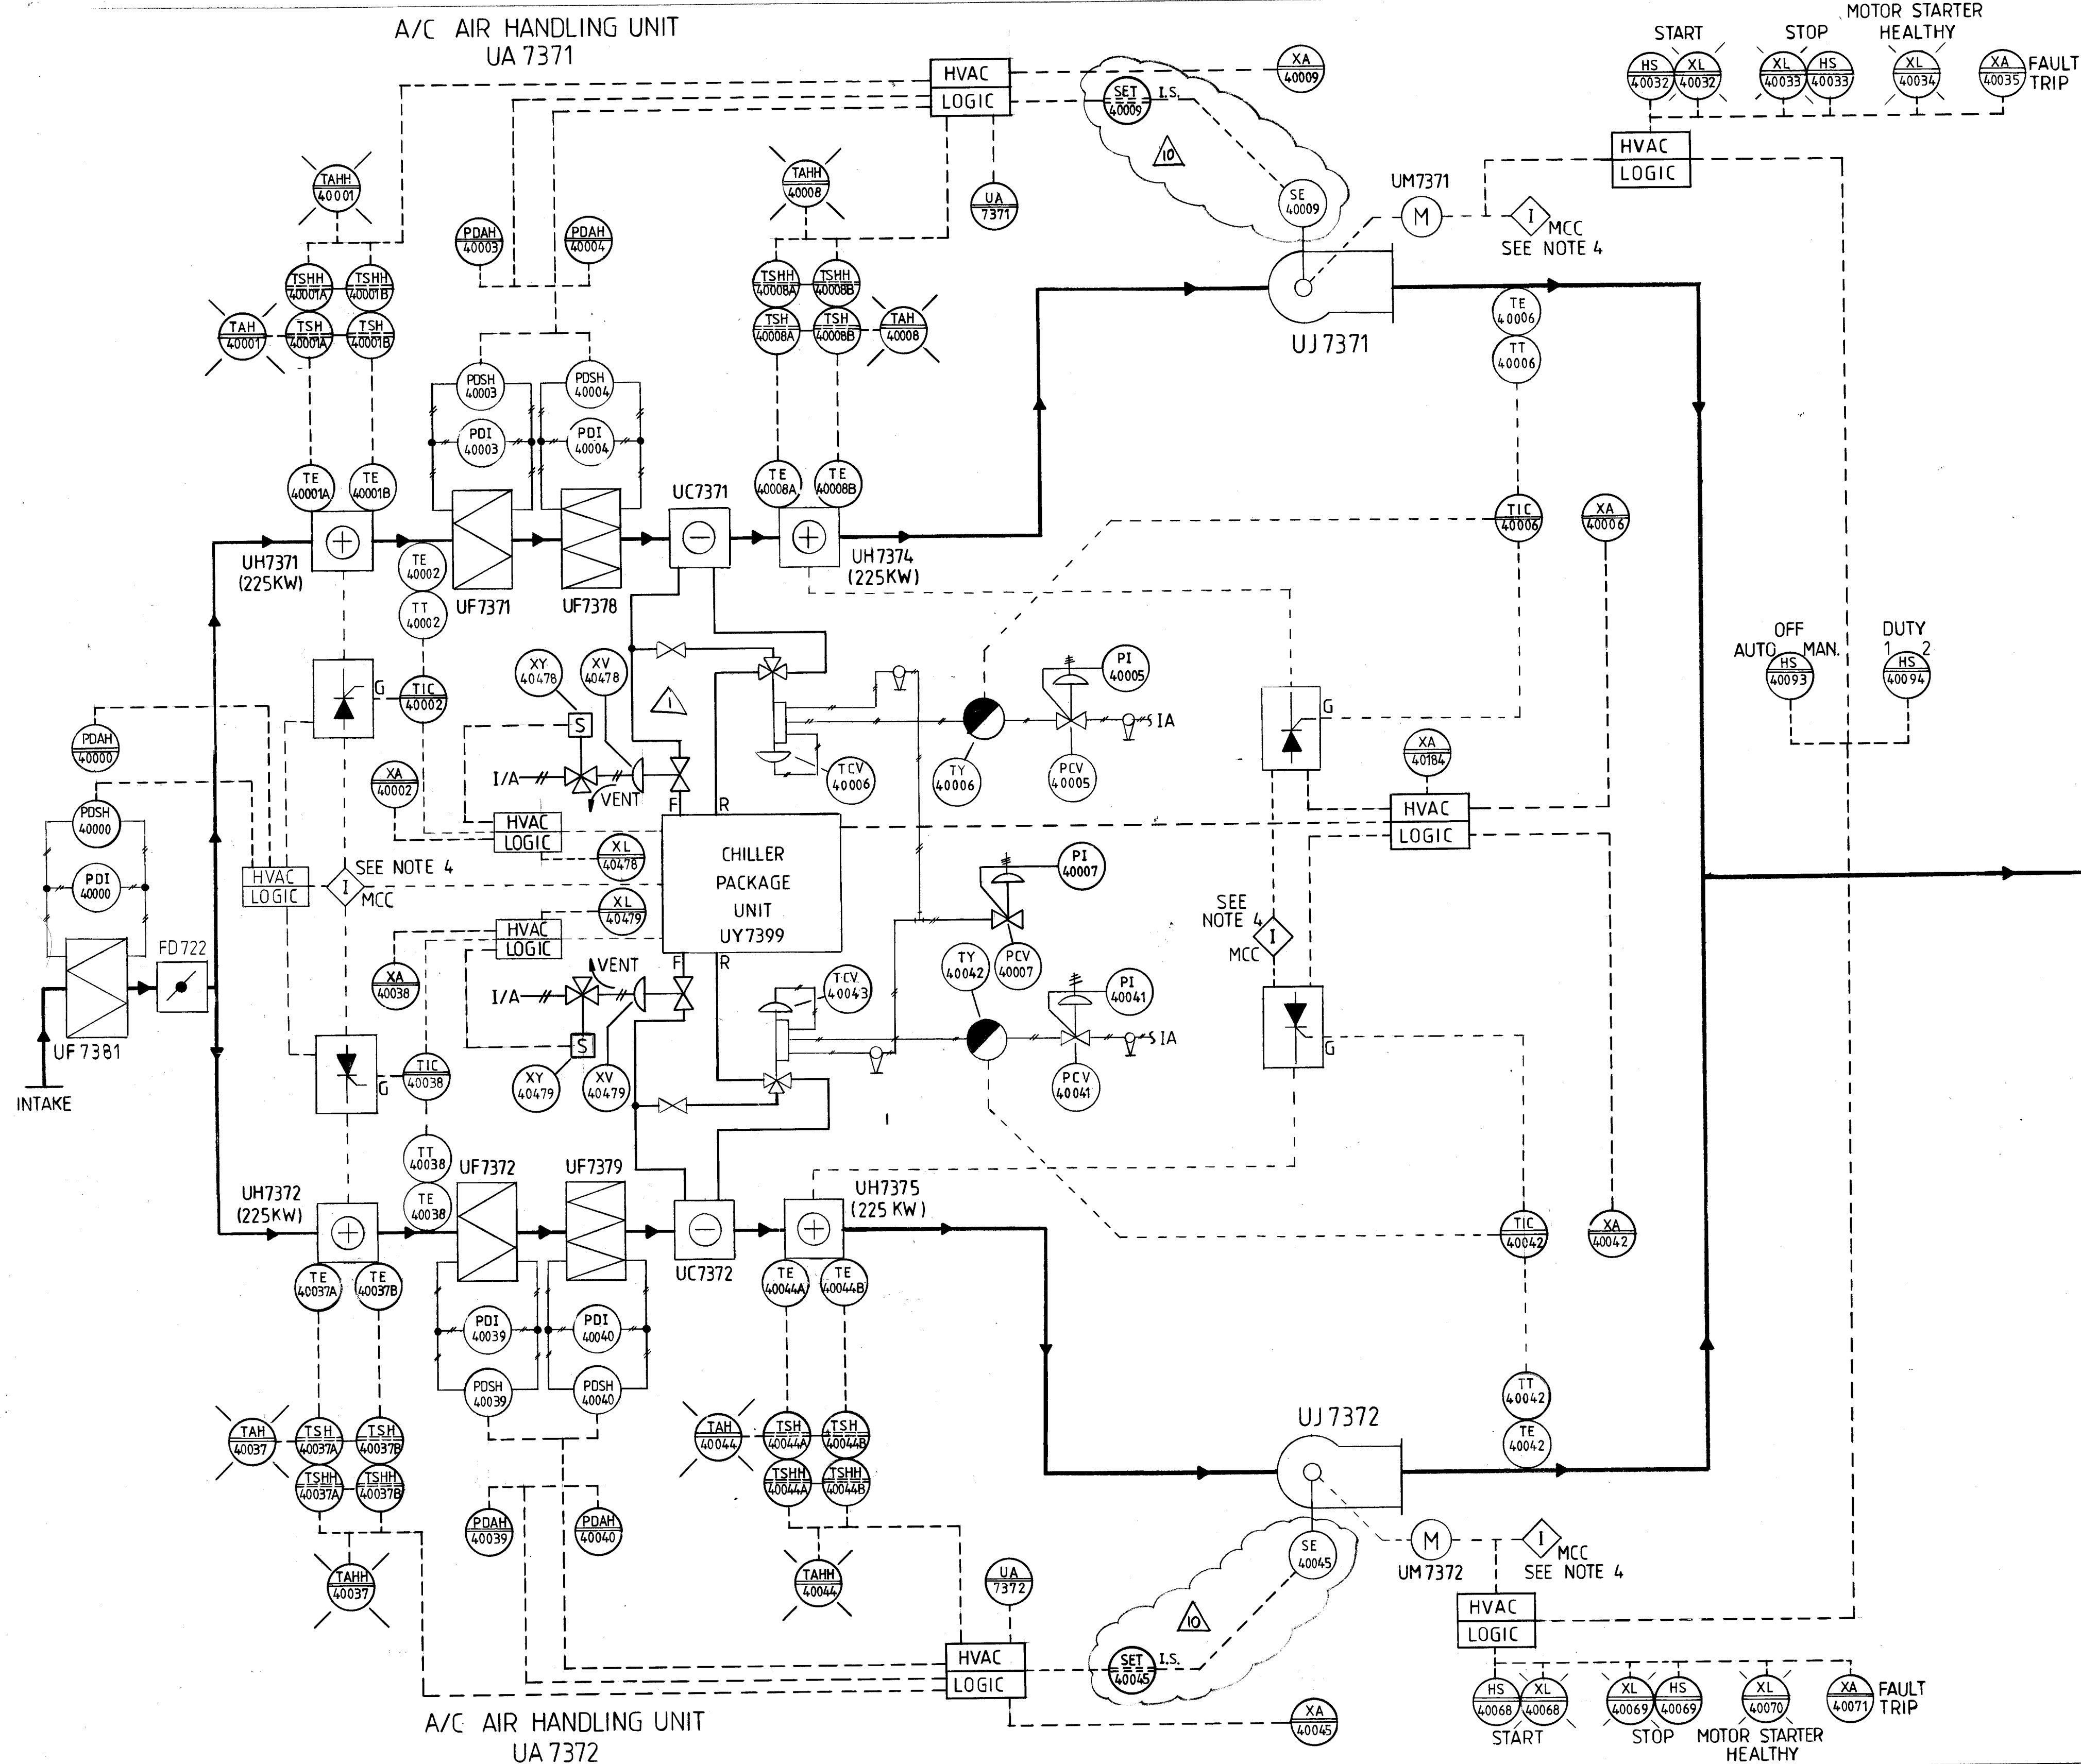 A/C AIR HANDLING UNIT
UA 7371
HVAC
LOGIC
XA
40009
SET
40009
I.S.
10
SE
40009
UA
7371
START
STOP
MOTOR STARTER
HEALTHY
HS
40032
XL
40032
XL
40033
HS
40033
XL
40034
XA
40035
FAULT
TRIP
HVAC
LOGIC
UM7371
M
I
MCC
SEE NOTE 4
UJ7371
TAHH
40001
TSHH
40001A
TSHH
40001B
TAH
40001
TSH
40001A
TSH
40001B
TE
40001A
TE
40001B
PDAH
40003
PDAH
40004
PDSH
40003
PDSH
40004
PDI
40003
PDI
40004
TAHH
40008
TSHH
40008A
TSHH
40008B
TSH
40008A
TSH
40008B
TAH
40008
TE
40008A
TE
40008B
TE
40006
TT
40006
TIC
40006
XA
40006
UH7371
(225KW)
TE
40002
TT
40002
UF7371
UF7378
UC7371
UH7374
(225KW)
G
TIC
40002
XY
40478
XV
40478
1
S
I/A
VENT
F
R
TCV
40006
TY
40006
PI
40005
PCV
40005
SIA
G
XA
40184
HVAC
LOGIC
OFF
AUTO MAN.
HS
40093
DUTY
1 2
HS
40094
PDAH
40000
PDSH
40000
PDI
40000
XA
40002
HVAC
LOGIC
XL
40478
HVAC
LOGIC
I
SEE NOTE 4
MCC
CHILLER
PACKAGE
UNIT
UY7399
XL
40479
HVAC
LOGIC
XA
40038
PI
40007
PCV
40007
SEE
NOTE 4
I
MCC
FD722
UF7381
INTAKE
F
R
VENT
I/A
S
XY
40479
XV
40479
TCV
40043
TY
40042
PI
40041
PCV
40041
SIA
G
G
TIC
40038
TT
40038
TE
40038
UH7372
(225KW)
UF7372
UF7379
UC7372
UH7375
(225 KW)
TIC
40042
XA
40042
TE
40037A
TE
40037B
PDI
40039
PDI
40040
PDSH
40039
PDSH
40040
TE
40044A
TE
40044B
TAH
40037
TSH
40037A
TSH
40037B
TSHH
40037A
TSHH
40037B
TAHH
40037
PDAH
40039
PDAH
40040
TAH
40044
TSH
40044A
TSH
40044B
TSHH
40044A
TSHH
40044B
TAHH
40044
TT
40042
TE
40042
UJ7372
SE
40045
M
UM7372
I
MCC
SEE NOTE 4
UA
7372
10
HVAC
LOGIC
SET
40045
I.S.
XA
40045
HVAC
LOGIC
HS
40068
XL
40068
START
XL
40069
HS
40069
STOP
XL
40070
MOTOR STARTER
HEALTHY
XA
40071
FAULT
TRIP
A/C AIR HANDLING UNIT
UA 7372